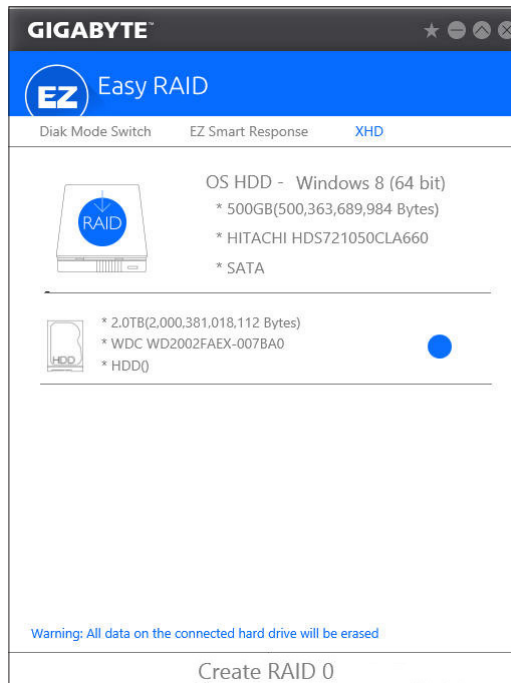 GIGABYTE™
EZ Easy RAID
Diak Mode Switch EZ Smart Response XHD
OS HDD - Windows 8 (64 bit)
* 500GB(500,363,689,984 Bytes)
RAID
* HITACHI HDS721050CLA660
* SATA
* 2.0TB(2,000,381,018,112 Bytes)
* WDC WD2002FAEX-007BA0
HDD
* HDD()
Warning: All data on the connected hard drive will be erased
Create RAID 0